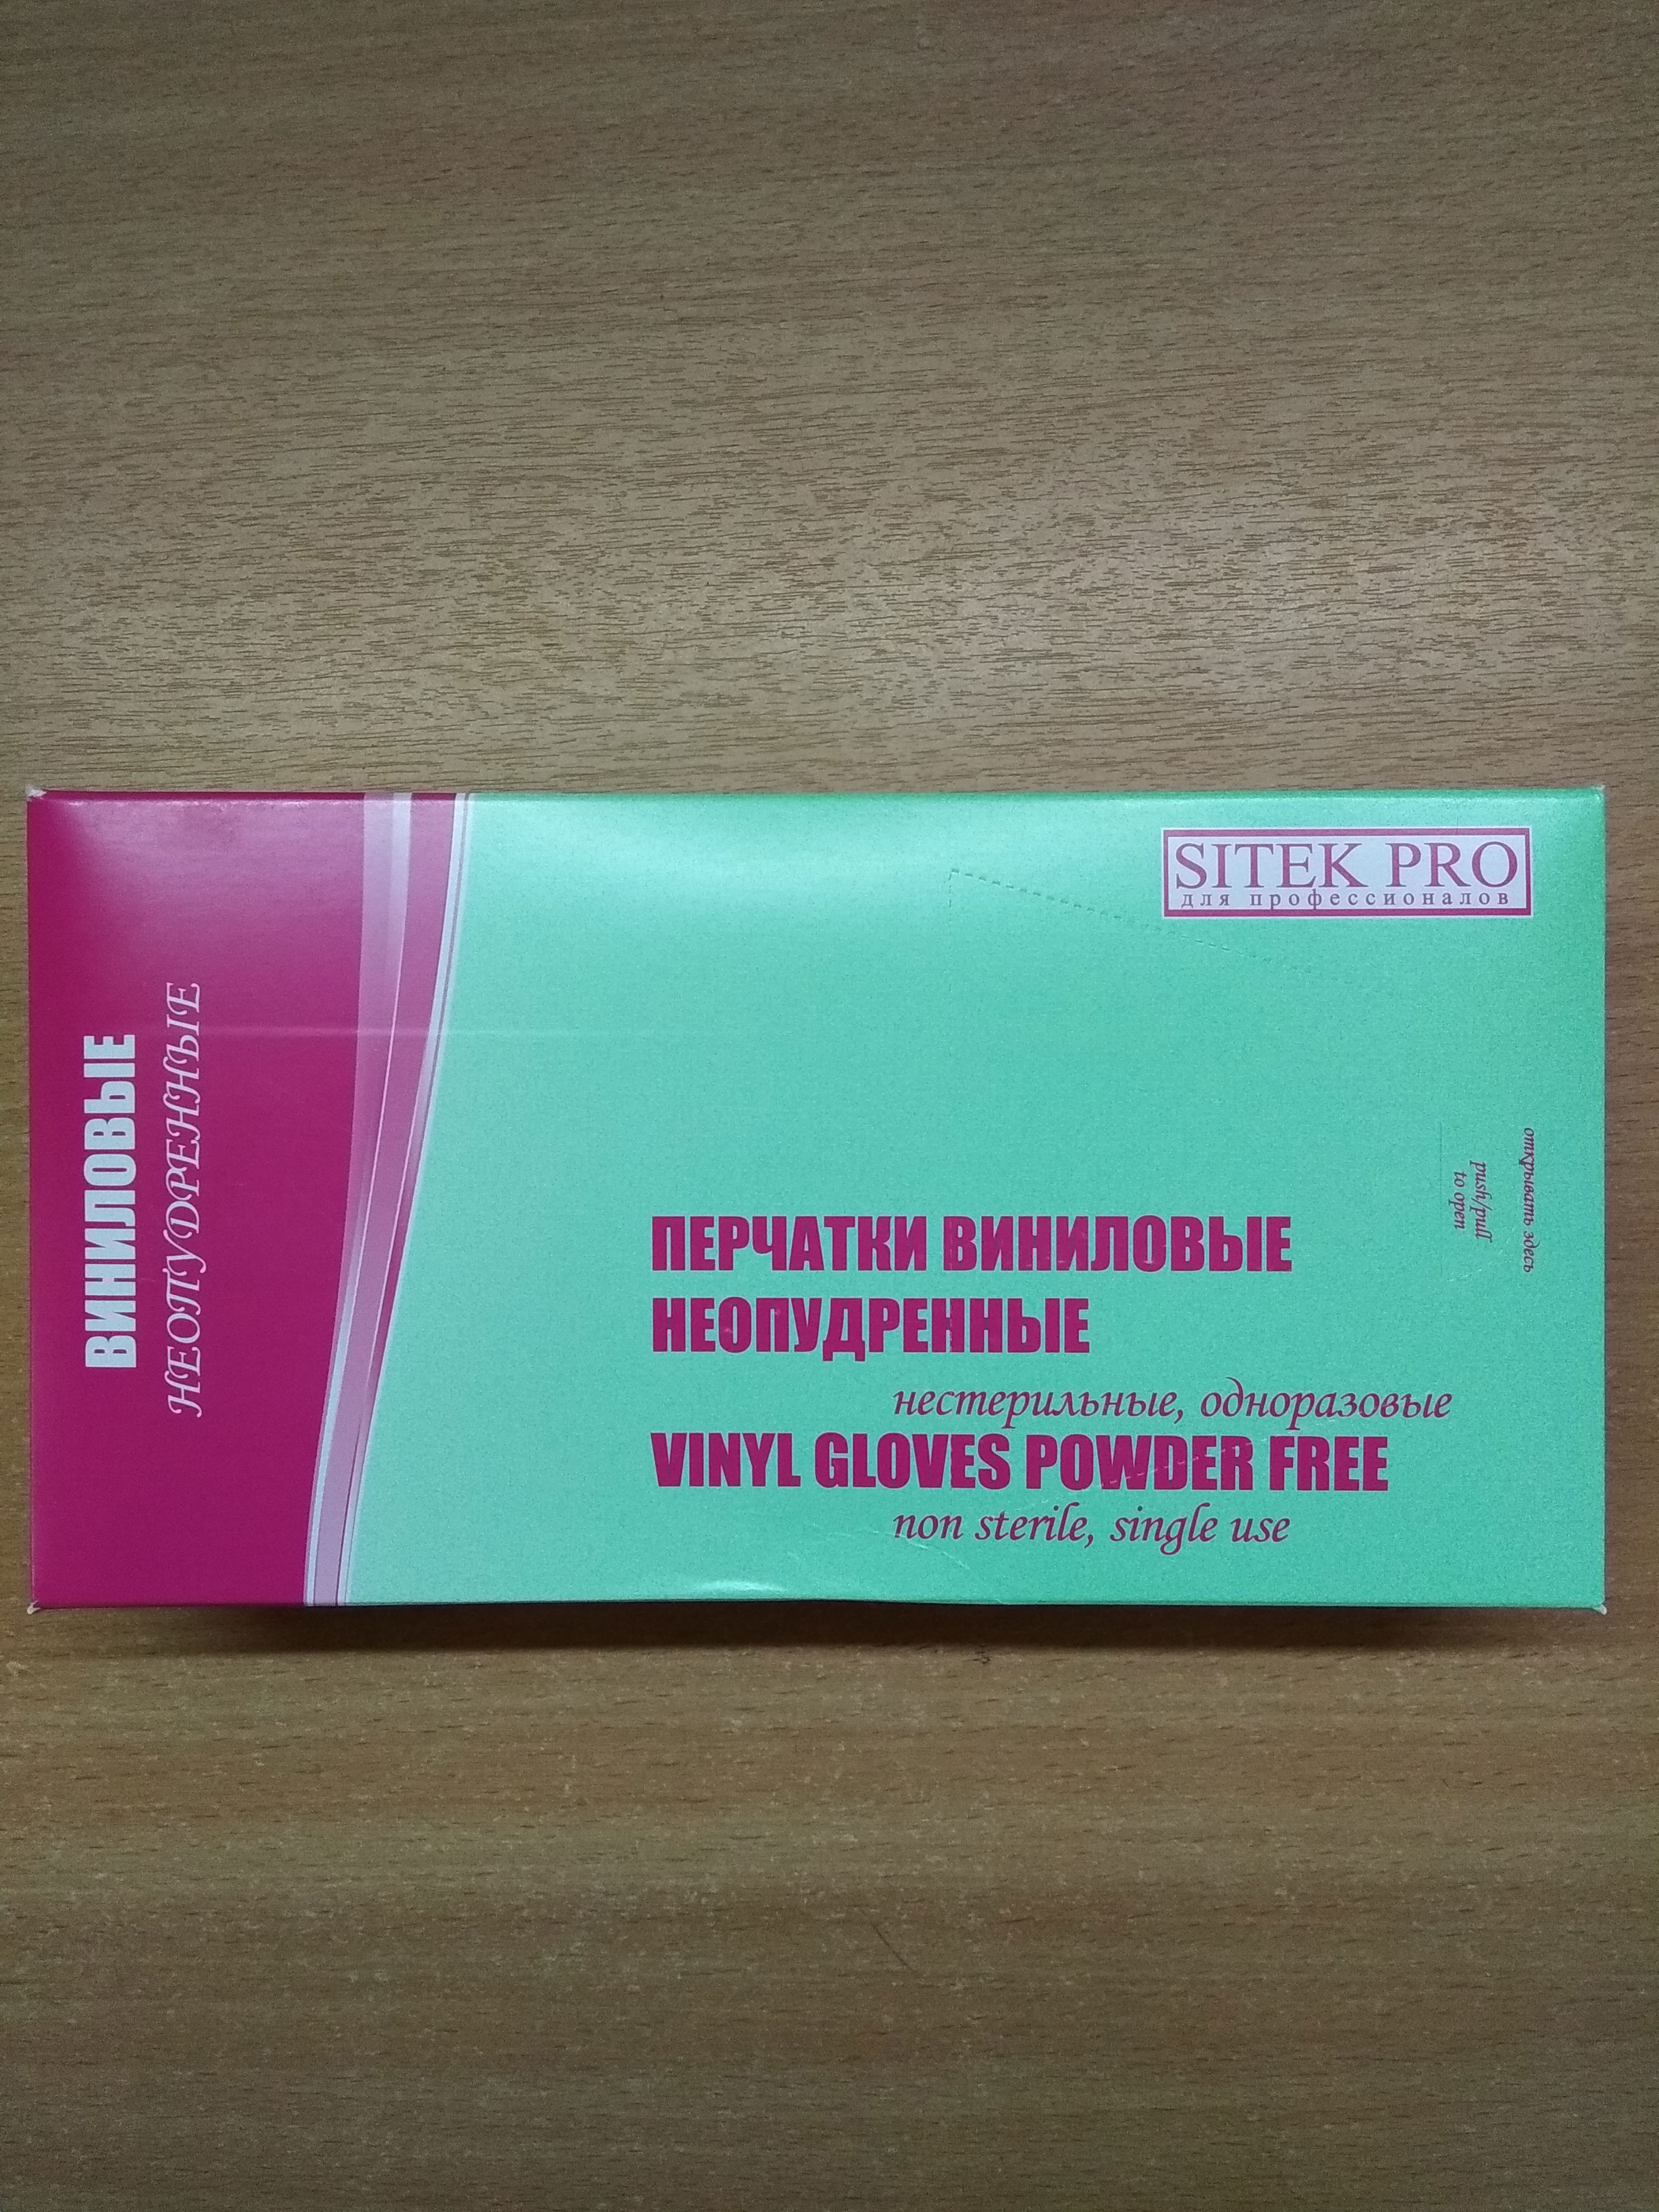 SITEK PRO
для профессионалов
ВИНИЛОВЫЕ
НЕОПУДРЕННЫЕ
открывать здесь
push/pull
to open
ПЕРЧАТКИ ВИНИЛОВЫЕ
НЕОПУДРЕННЫЕ
нестерильные, одноразовые
VINYL GLOVES POWDER FREE
non sterile, single use